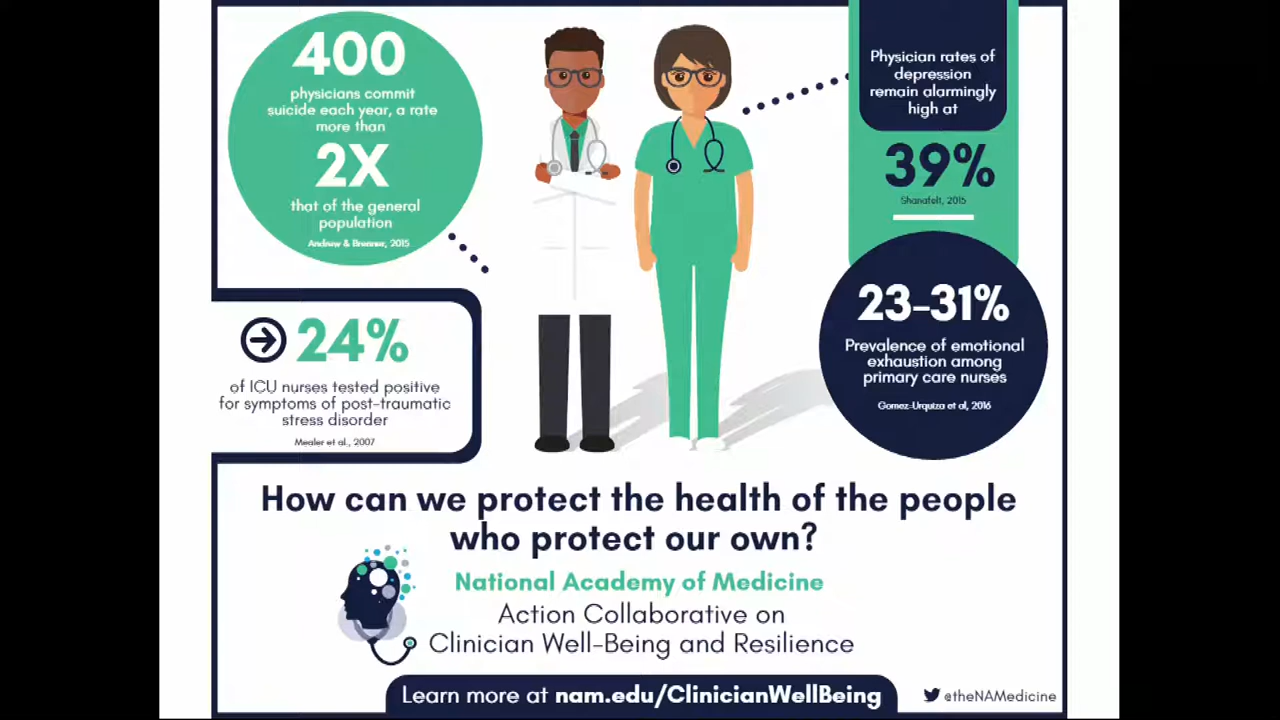 400
physicians commit
suicide each year, a rate
more than
2X
that of the general
population
Andrew & Brenner, 2015
24%
of ICU nurses tested positive
for symptoms of post-traumatic
stress disorder
Mealer et al., 2007
Physician rates of
depression
remain alarmingly
high at
39%
Shanafelt, 2015
23-31%
Prevalence of emotional
exhaustion among
primary care nurses
Gomez-Urquiza et al, 2016
How can we protect the health of the people
who protect our own?
National Academy of Medicine
Action Collaborative on
Clinician Well-Being and Resilience
Learn more at nam.edu/ClinicianWellBeing
@theNAMedicine